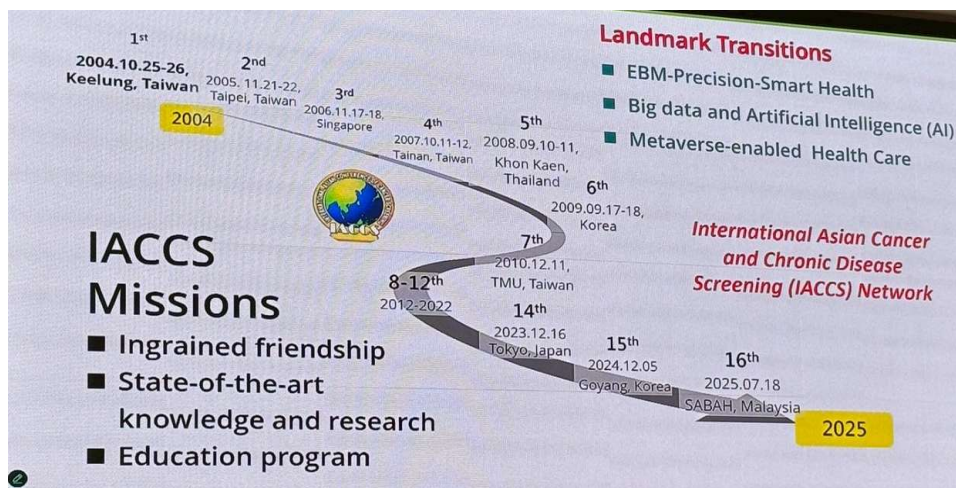 1st
2004.10.25-26,
Keelung, Taiwan
2004
2nd
2005. 11.21-22,
Taipei, Taiwan
3rd
2006.11.17-18,
Singapore
4th
2007.10.11-12,
Tainan, Taiwan
5th
2008.09.10-11,
Khon Kaen,
Thailand
6th
2009.09.17-18,
Korea
7th
2010.12.11,
TMU, Taiwan
8-12th
2012-2022
14th
2023.12.16
Tokyo, Japan
15th
2024.12.05
Goyang, Korea
16th
2025.07.18
SABAH, Malaysia
2025
Landmark Transitions
EBM-Precision-Smart Health
Big data and Artificial Intelligence (AI)
Metaverse-enabled Health Care
International Asian Cancer
and Chronic Disease
Screening (IACCS) Network
IACCS
IACCS
Missions
Ingrained friendship
State-of-the-art
knowledge and research
Education program